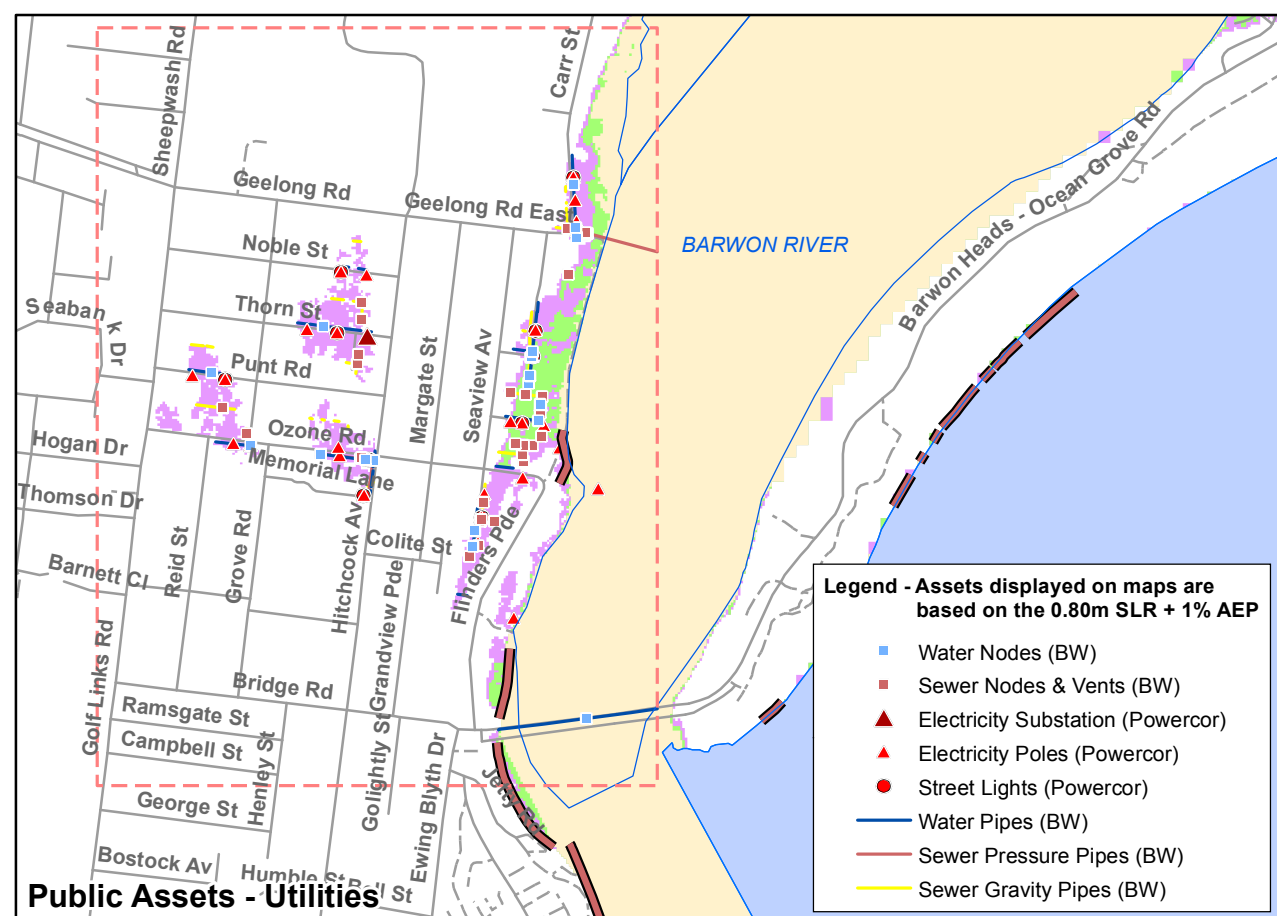 Sheepwash Rd
Carr St
Geelong Rd
Geelong Rd East
Noble St
BARWON RIVER
Barwon Heads - Ocean Grove Rd
Thorn St
Seabank Dr
Punt Rd
Margate St
Seaview Av
Ozone Rd
Hogan Dr
Memorial Lane
Thomson Dr
Colite St
Flinders Pde
Barnett Cl
Reid St
Grove Rd
Hitchcock Av
Grandview Pde
Golf Links Rd
Bridge Rd
Ramsgate St
Campbell St
Henley St
Golightly St
Ewing Blyth Dr
Jetty Rd
George St
Bostock Av
Humble St
Bell St
Public Assets - Utilities
Legend - Assets displayed on maps are
based on the 0.80m SLR + 1% AEP
Water Nodes (BW)
Sewer Nodes & Vents (BW)
Electricity Substation (Powercor)
Electricity Poles (Powercor)
Street Lights (Powercor)
Water Pipes (BW)
Sewer Pressure Pipes (BW)
Sewer Gravity Pipes (BW)